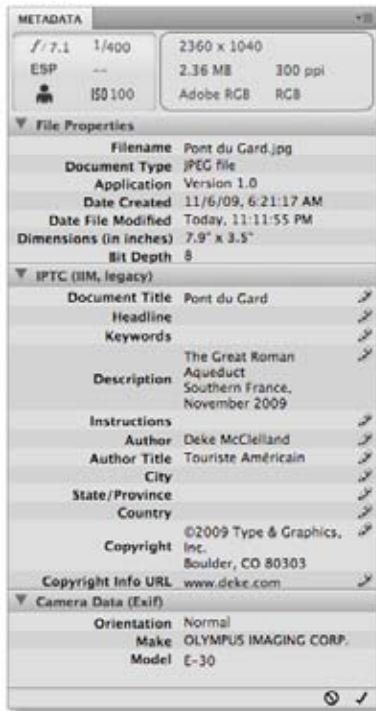 METADATA
f/7.1 1/400
ESP --
ISO 100
2360 x 1040
2.36 MB 300 ppi
Adobe RGB RGB
File Properties
Filename Pont du Gard.jpg
Document Type JPEG file
Application Version 1.0
Date Created 11/6/09, 6:21:17 AM
Date File Modified Today, 11:11:55 PM
Dimensions (in inches) 7.9" x 3.5"
Bit Depth 8
IPTC (IIM, legacy)
Document Title Pont du Gard
Headline
Keywords
Description The Great Roman
Aqueduct
Southern France,
November 2009
Instructions
Author Deke McClelland
Author Title Touriste Américain
City
State/Province
Country
Copyright ©2009 Type & Graphics,
Inc.
Boulder, CO 80303
Copyright Info URL www.deke.com
Camera Data (Exif)
Orientation Normal
Make OLYMPUS IMAGING CORP.
Model E-30